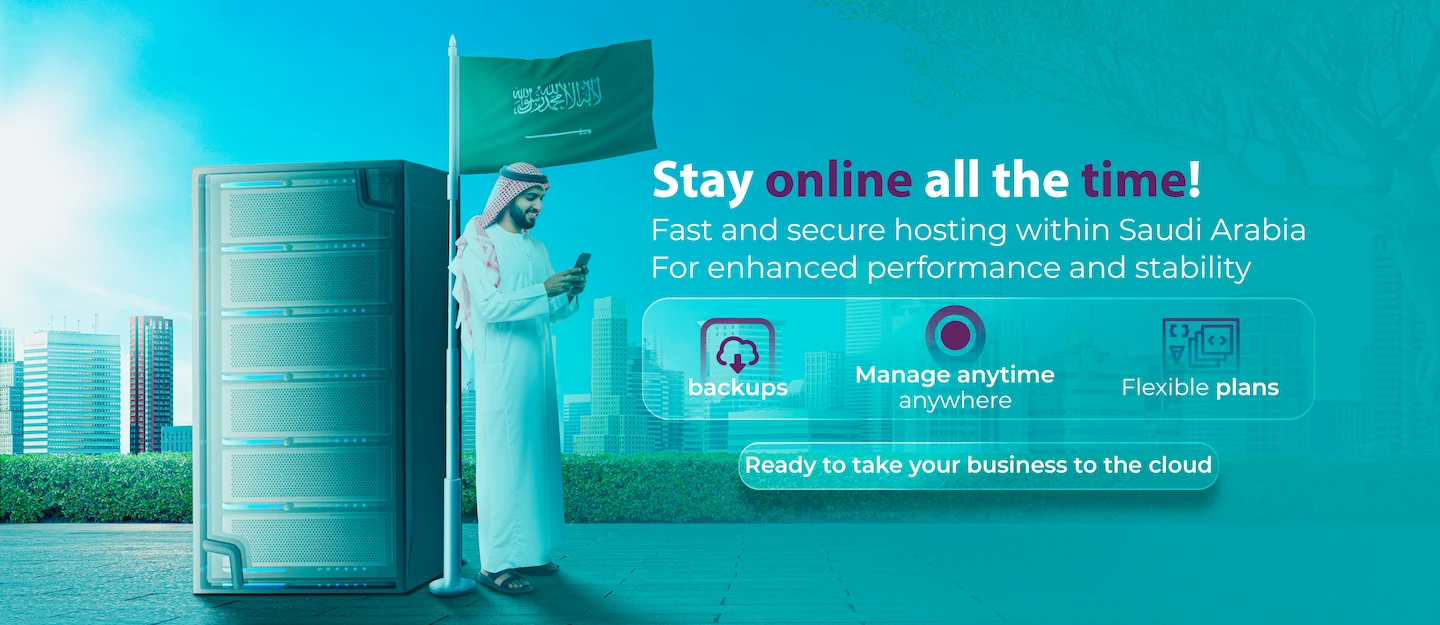 لا إله إلا الله محمد رسول الله
Stay online all the time!
Fast and secure hosting within Saudi Arabia
For enhanced performance and stability
backups
Manage anytime
anywhere
Flexible plans
Ready to take your business to the cloud